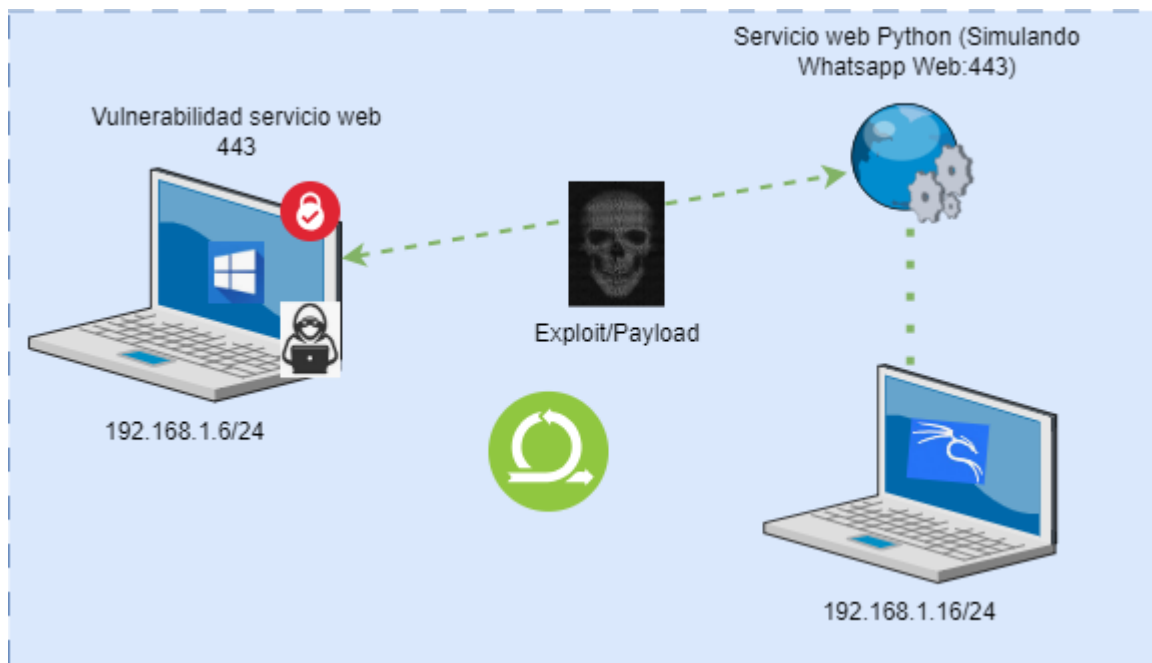 Servicio web Python (Simulando
Whatsapp Web:443)
Vulnerabilidad servicio web
443
Exploit/Payload
192.168.1.6/24
192.168.1.16/24